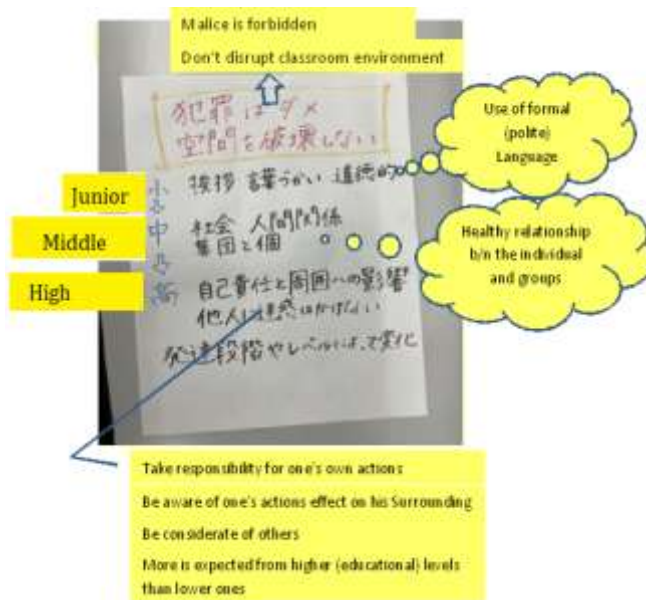 Malice is forbidden
Don't disrupt classroom environment
犯罪はダメ
空間を破壊しない
Use of formal
(polite)
Language
Junior
小 挨拶 言葉づかい 道徳的
Middle
中 社会 人間関係
集団と個
Healthy relationship
b/n the individual
and groups
High
高 自己責任と周囲への影響
他人に迷惑はかけない
発達段階やレベルによって変化
Take responsibility for one's own actions
Be aware of one's actions effect on his Surrounding
Be considerate of others
More is expected from higher (educational) levels
than lower ones